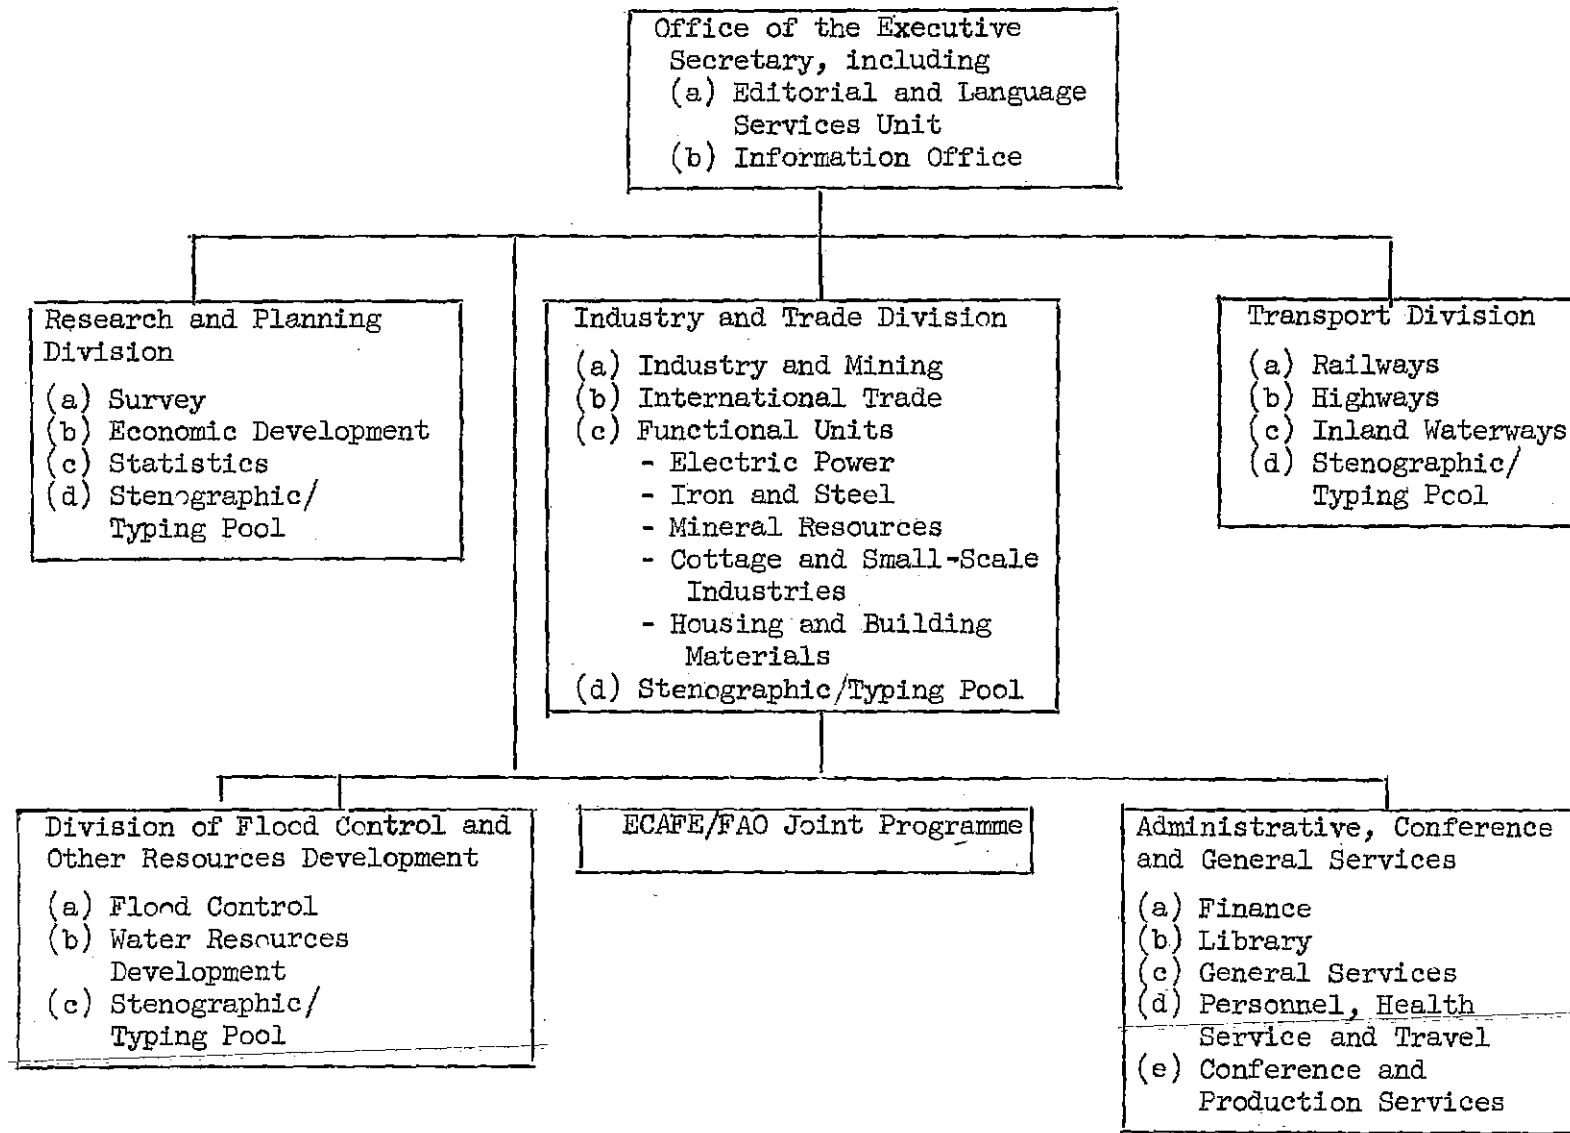 Office of the Executive
Secretary, including
(a) Editorial and Language
Services Unit
(b) Information Office
Research and Planning
Division
(a) Survey
(b) Economic Development
(c) Statistics
(d) Stenographic/
Typing Pool
Industry and Trade Division
(a) Industry and Mining
(b) International Trade
(c) Functional Units
- Electric Power
- Iron and Steel
- Mineral Resources
- Cottage and Small-Scale
Industries
- Housing and Building
Materials
(d) Stenographic/Typing Pool
Transport Division
(a) Railways
(b) Highways
(c) Inland Waterways
(d) Stenographic/
Typing Pool
Division of Flood Control and
Other Resources Development
(a) Flood Control
(b) Water Resources
Development
(c) Stenographic/
Typing Pool
ECAFE/FAO Joint Programme
Administrative, Conference
and General Services
(a) Finance
(b) Library
(c) General Services
(d) Personnel, Health
Service and Travel
(e) Conference and
Production Services